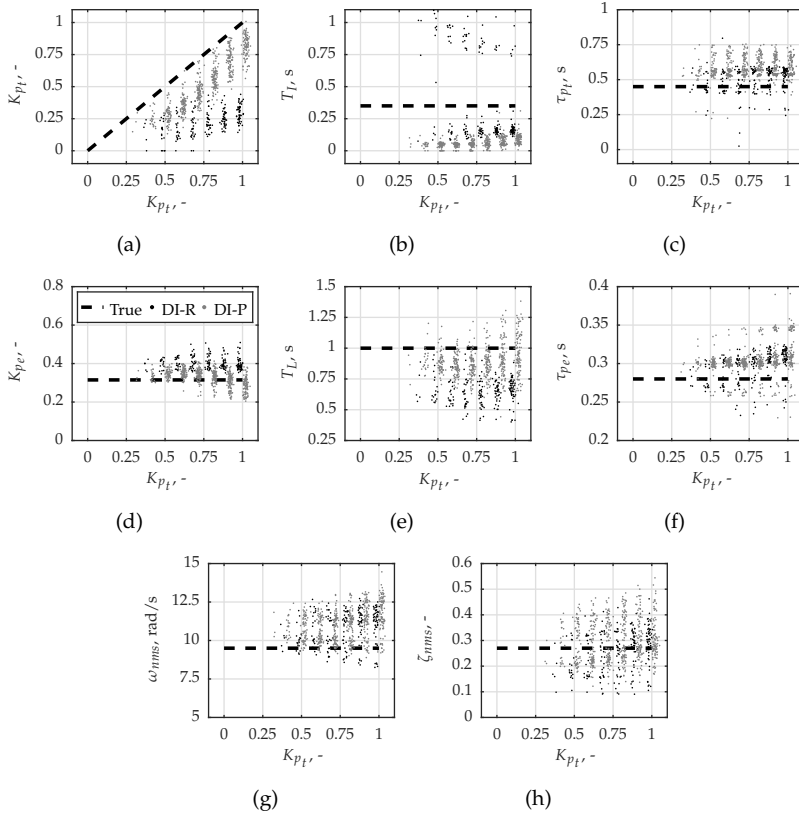 1
0.75
0.5
0.25
0
K_{p_t}, -
0 0.25 0.5 0.75 1
K_{p_t}, -
(a)
1
0.75
0.5
0.25
0
T_I, s
0 0.25 0.5 0.75 1
K_{p_t}, -
(b)
1
0.5
0
τ_{p_t}, s
0 0.25 0.5 0.75 1
K_{p_t}, -
(c)
0.8
0.6
0.4
0.2
0
K_{p_e}, -
True DI-R DI-P
0 0.25 0.5 0.75 1
K_{p_t}, -
(d)
1.5
1.25
1
0.75
0.5
0.25
T_L, s
0 0.25 0.5 0.75 1
K_{p_t}, -
(e)
0.4
0.35
0.3
0.25
0.2
τ_{p_e}, s
0 0.25 0.5 0.75 1
K_{p_t}, -
(f)
15
12.5
10
7.5
5
ω_{nms}, rad/s
0 0.25 0.5 0.75 1
K_{p_t}, -
(g)
0.6
0.5
0.4
0.3
0.2
0.1
0
ζ_{nms}, -
0 0.25 0.5 0.75 1
K_{p_t}, -
(h)